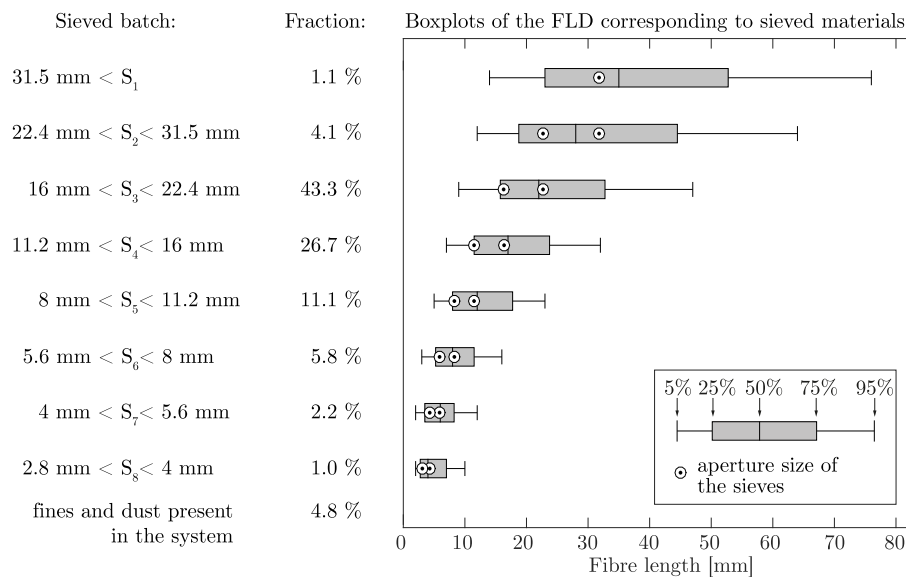 Sieved batch: Fraction: Boxplots of the FLD corresponding to sieved materials
31.5 mm < S₁ 1.1 %
22.4 mm < S₂< 31.5 mm 4.1 %
16 mm < S₃< 22.4 mm 43.3 %
11.2 mm < S₄< 16 mm 26.7 %
8 mm < S₅< 11.2 mm 11.1 %
5.6 mm < S₆< 8 mm 5.8 %
4 mm < S₇< 5.6 mm 2.2 %
2.8 mm < S₈< 4 mm 1.0 %
fines and dust present 4.8 %
in the system
5% 25% 50% 75% 95%
aperture size of
the sieves
0 10 20 30 40 50 60 70 80
Fibre length [mm]